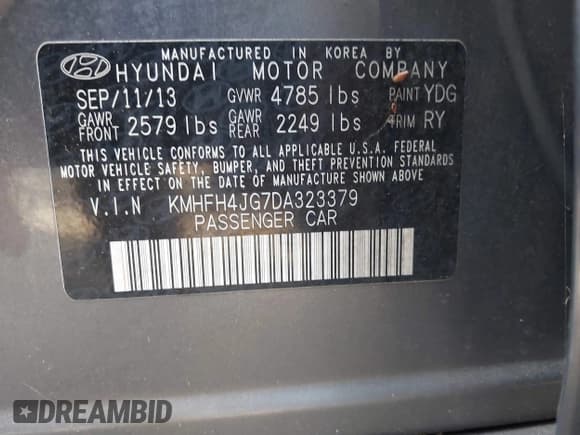 MANUFACTURED IN KOREA BY
HYUNDAI MOTOR COMPANY
SEP/11/13 GVWR 4785 lbs PAINT YDG
GAWR FRONT 2579 lbs GAWR REAR 2249 lbs TRIM RY
THIS VEHICLE CONFORMS TO ALL APPLICABLE U.S.A. FEDERAL
MOTOR VEHICLE SAFETY, BUMPER, AND THEFT PREVENTION STANDARDS
IN EFFECT ON THE DATE OF MANUFACTURE SHOWN ABOVE
V.I.N KMHFH4JG7DA323379
PASSENGER CAR
DREAMBID